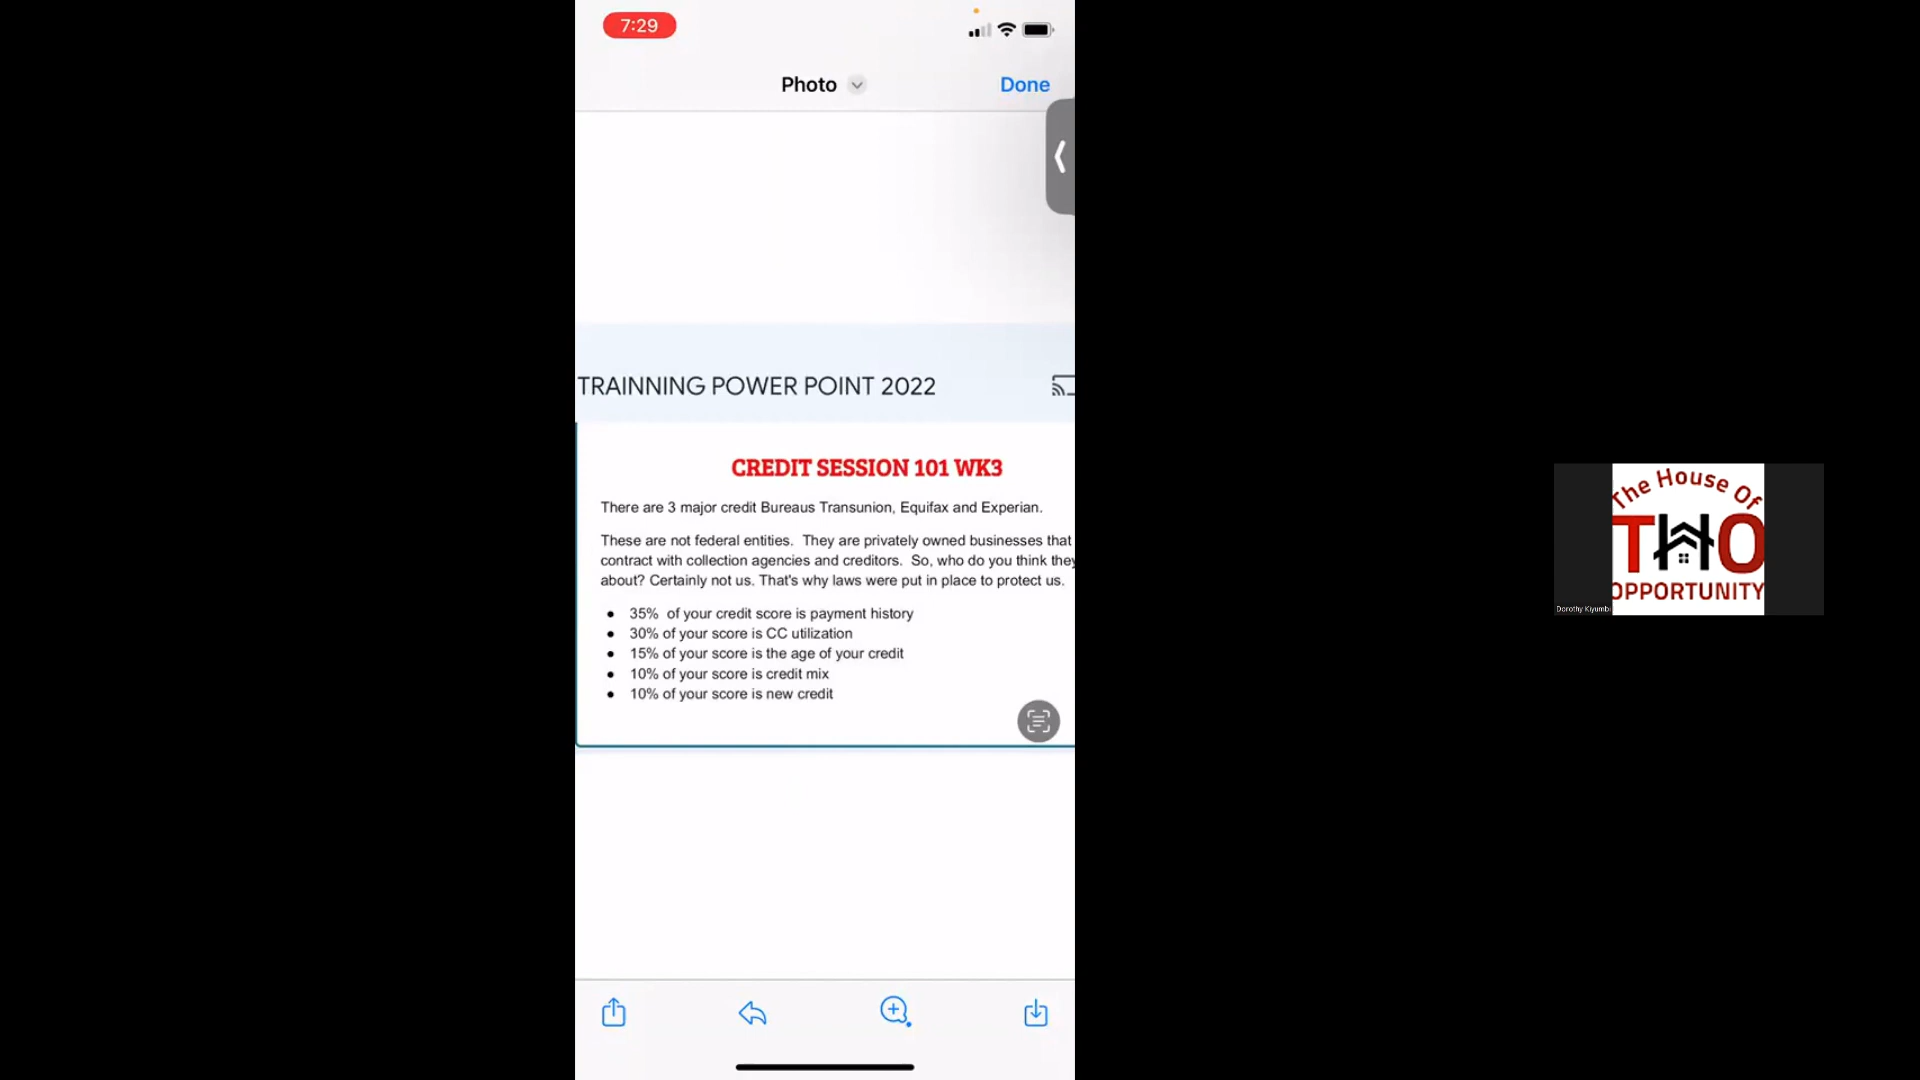 7:29
Photo
Done
TRAINNING POWER POINT 2022
CREDIT SESSION 101 WK3
There are 3 major credit Bureaus Transunion, Equifax and Experian.
These are not federal entities.  They are privately owned businesses that
contract with collection agencies and creditors.  So, who do you think they
about? Certainly not us. That's why laws were put in place to protect us.
• 35%  of your credit score is payment history
• 30% of your score is CC utilization
• 15% of your score is the age of your credit
• 10% of your score is credit mix
• 10% of your score is new credit
The House Of
THO
OPPORTUNITY
Dorothy Kiyumbi